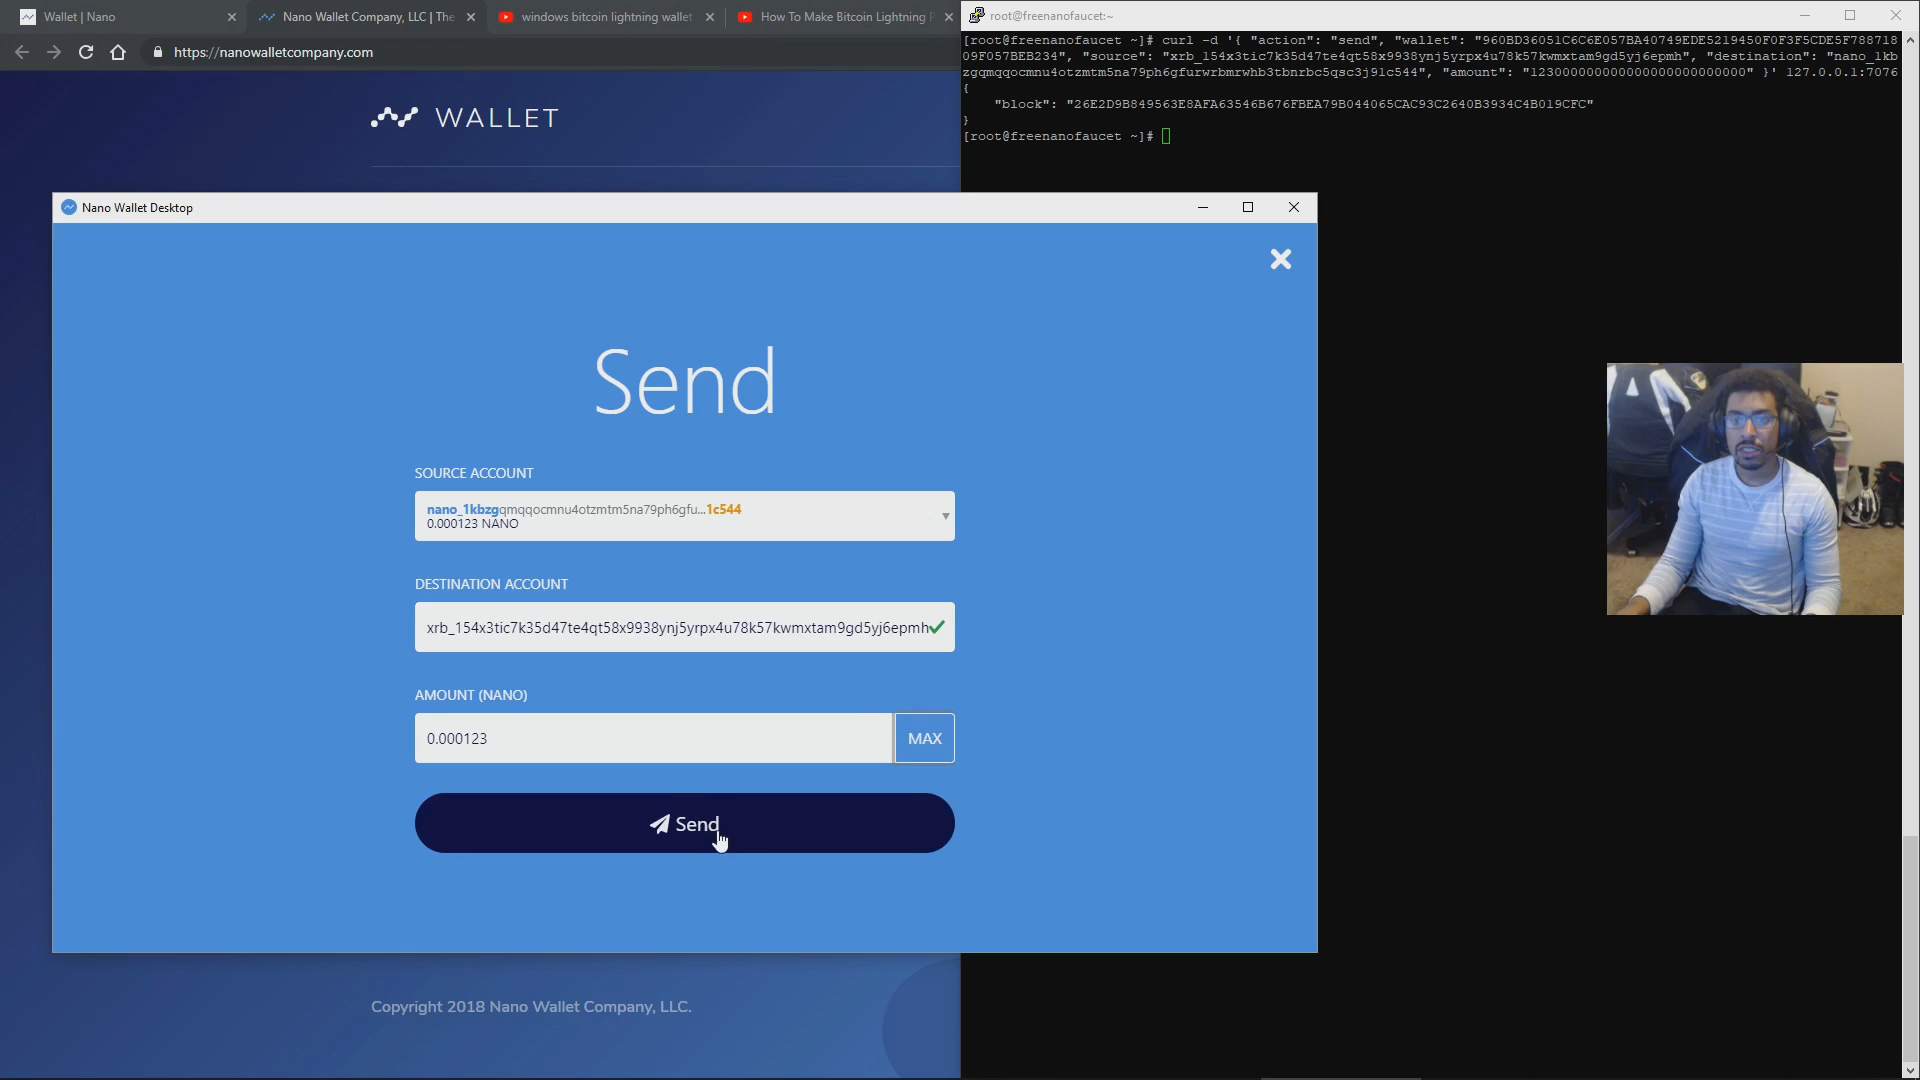 Wallet | Nano
Nano Wallet Company, LLC | The
windows bitcoin lightning wallet
How To Make Bitcoin Lightning
https://nanowalletcompany.com
WALLET
root@freenanofaucet:~
[root@freenanofaucet ~]# curl -d '{ "action": "send", "wallet": "960BD36051C6C6E057BA40749EDE5219450F0F3F5CDE5F788718
09F057BEB234", "source": "xrb_154x3tic7k35d47te4qt58x9938ynj5yrpx4u78k57kwmxtam9gd5yj6epmh", "destination": "nano_1kb
zgqmqqocmnu4otzmtm5na79ph6gfurwrbmrwhb3tbnrbc5qsc3j91c544", "amount": "123000000000000000000000000" }' 127.0.0.1:7076
{
"block": "26E2D9B849563E8AFA63546B676FBEA79B044065CAC93C2640B3934C4B019CFC"
}
[root@freenanofaucet ~]#
Nano Wallet Desktop
Send
SOURCE ACCOUNT
nano_1kbzgqmqqocmnu4otzmtm5na79ph6gfu...1c544
0.000123 NANO
DESTINATION ACCOUNT
xrb_154x3tic7k35d47te4qt58x9938ynj5yrpx4u78k57kwmxtam9gd5yj6epmh
AMOUNT (NANO)
0.000123
MAX
Send
Copyright 2018 Nano Wallet Company, LLC.